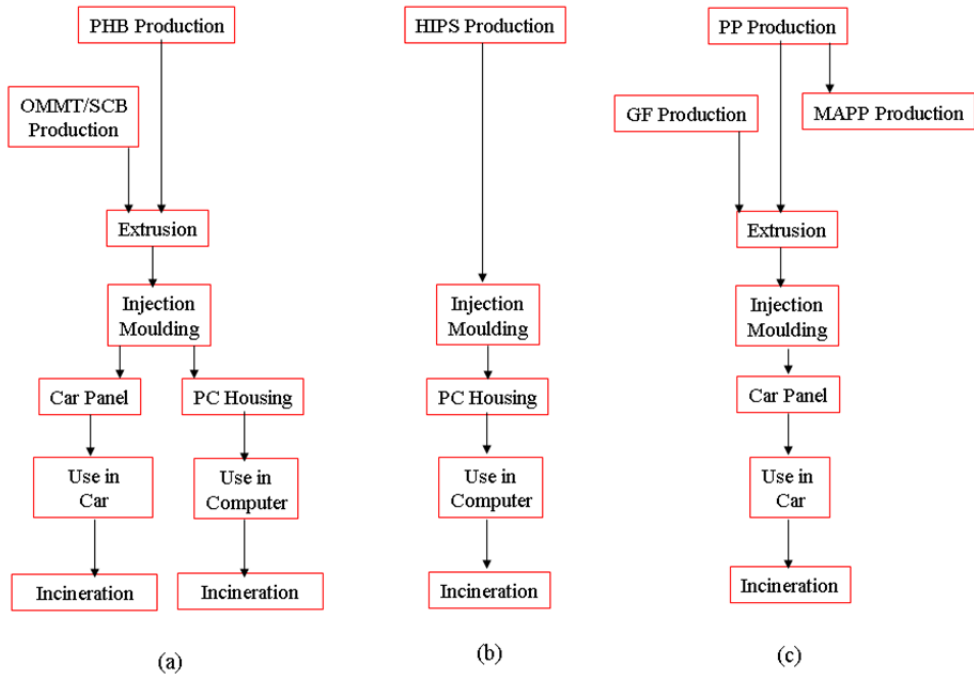 PHB Production
OMMT/SCB
Production
Extrusion
Injection
Moulding
Car Panel
PC Housing
Use in
Car
Use in
Computer
Incineration
Incineration
(a)
HIPS Production
Injection
Moulding
PC Housing
Use in
Computer
Incineration
(b)
PP Production
GF Production
MAPP Production
Extrusion
Injection
Moulding
Car Panel
Use in
Car
Incineration
(c)